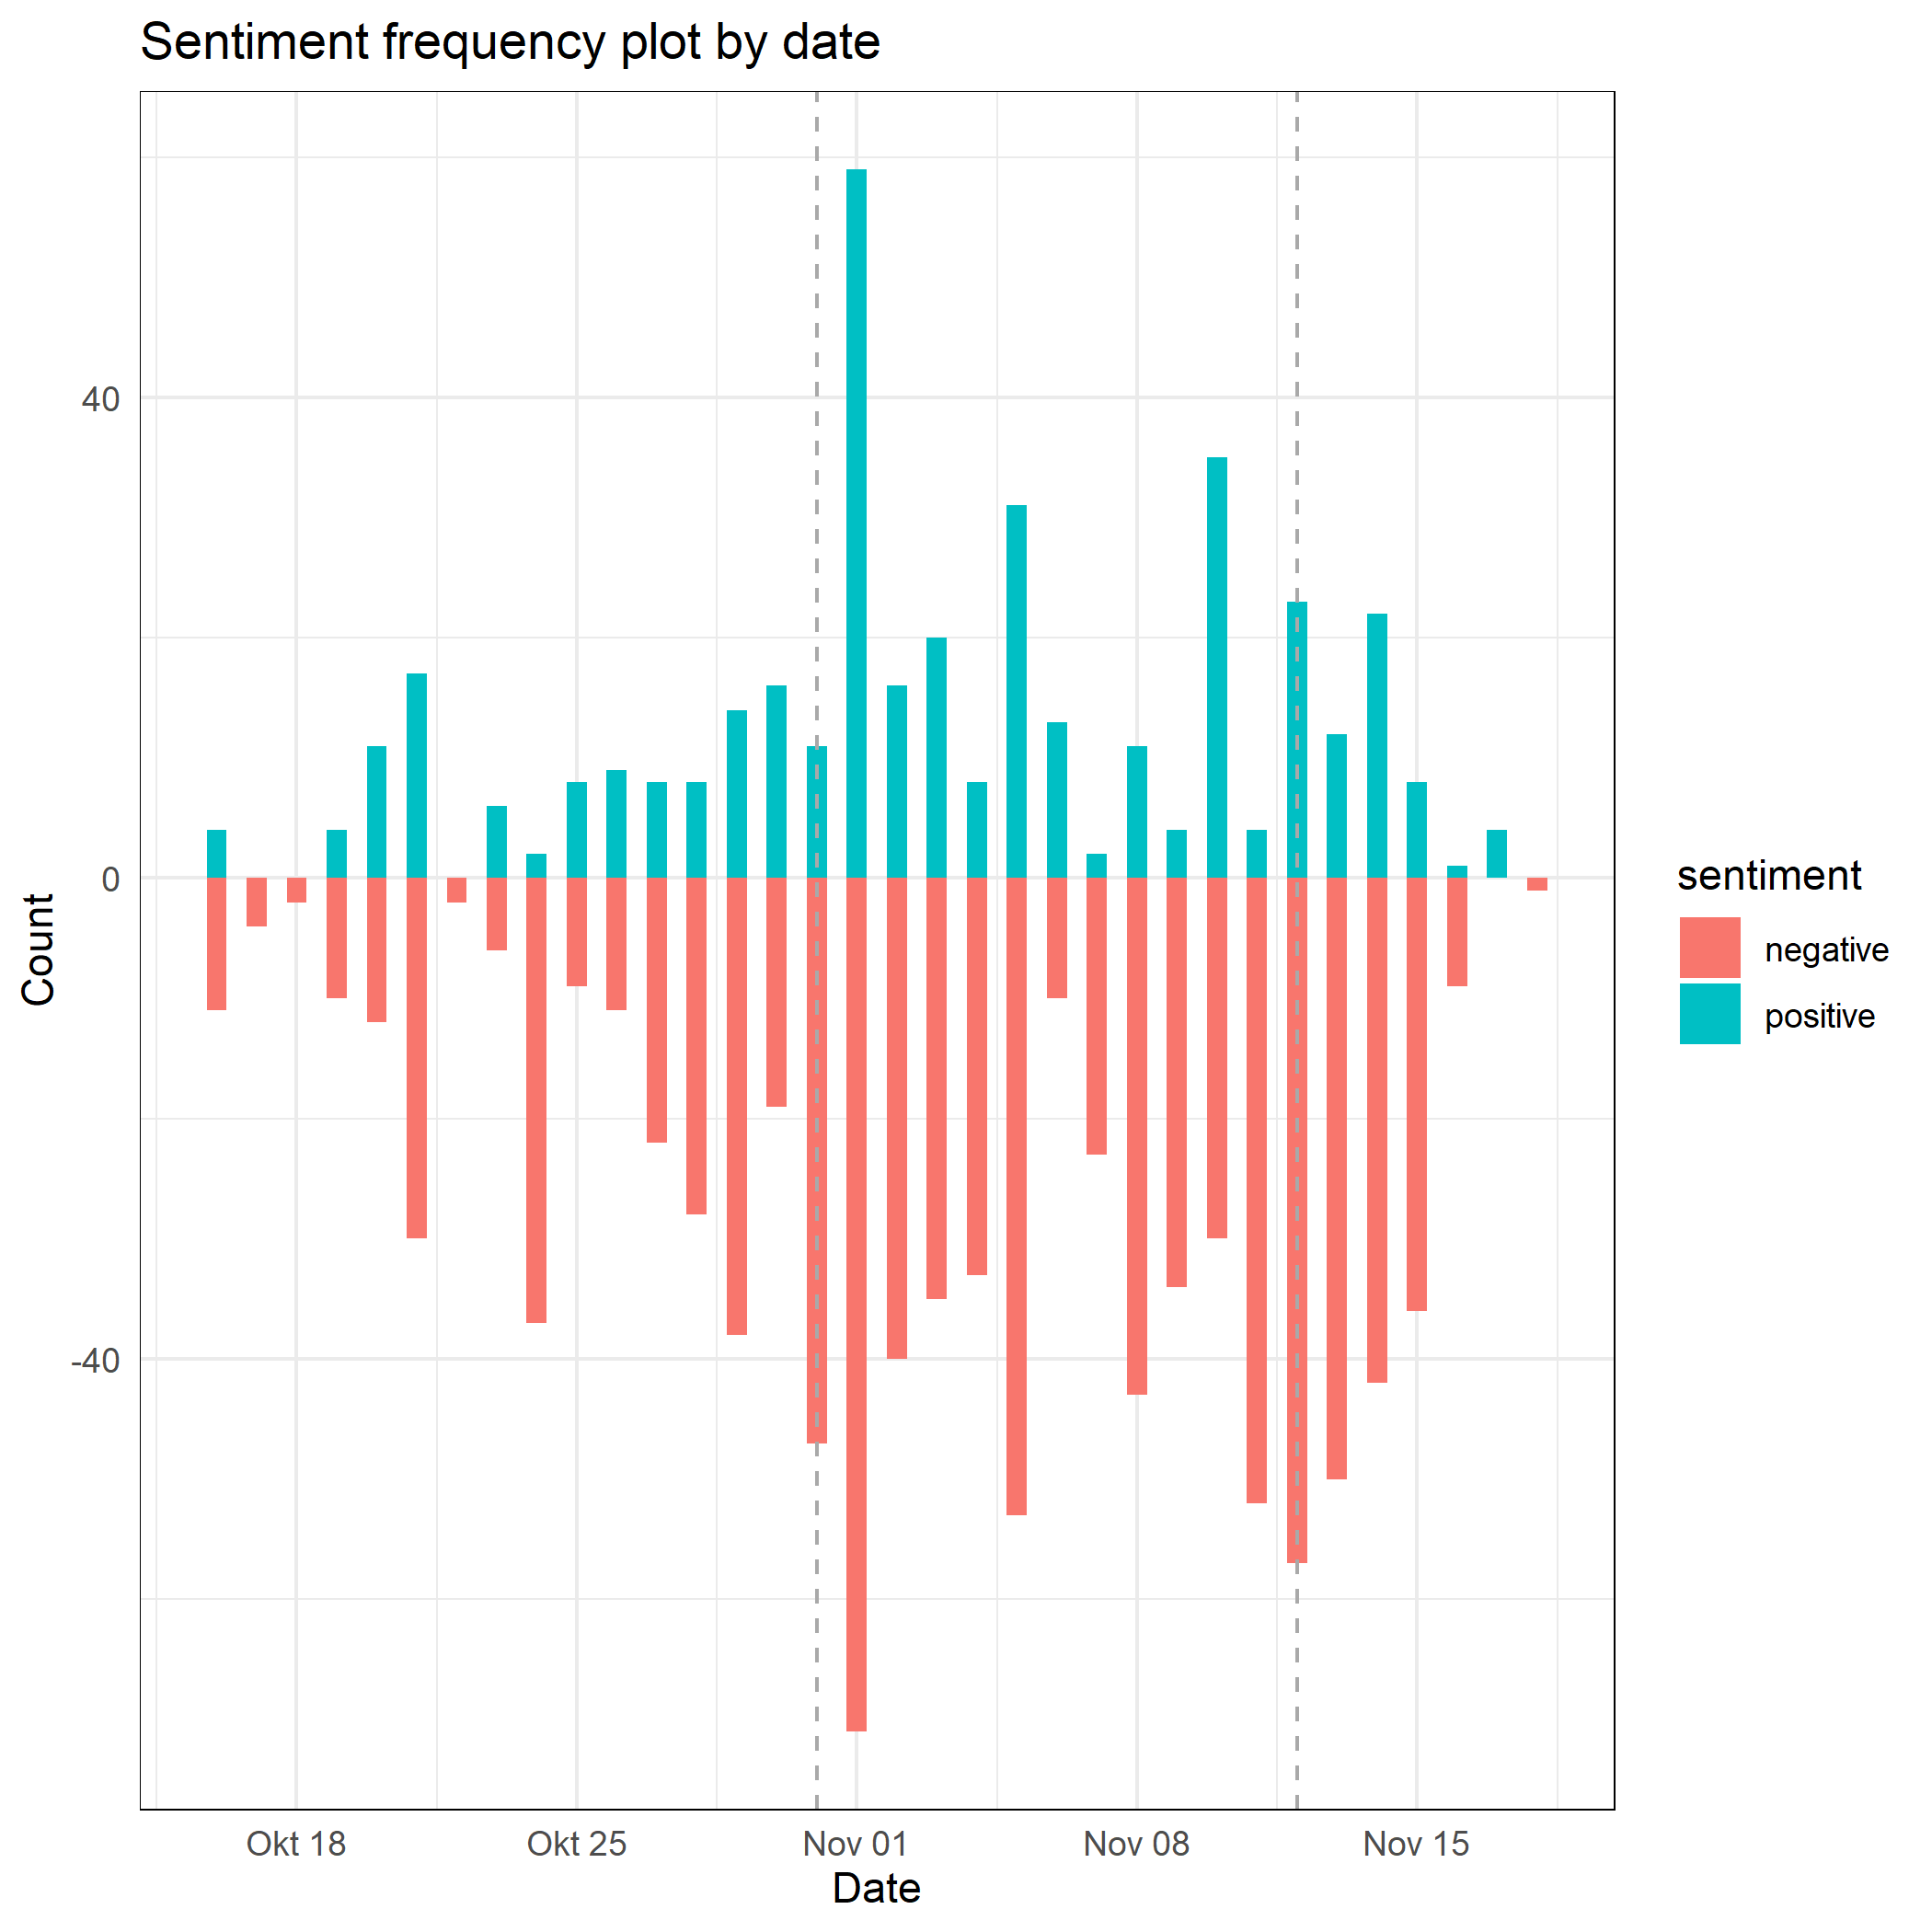 Sentiment frequency plot by date
Count
40
0
-40
Okt 18
Okt 25
Nov 01
Nov 08
Nov 15
Date
sentiment
negative
positive